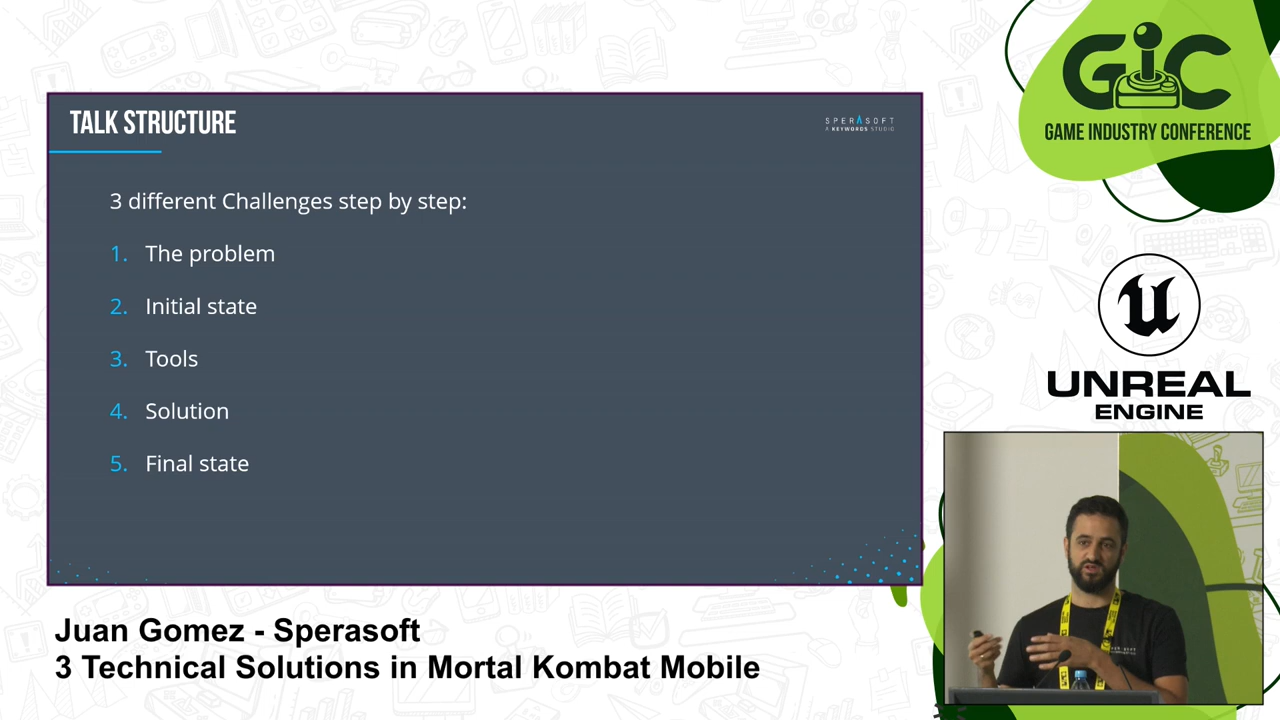 TALK STRUCTURE
SPERASOFT
A KEYWORDS STUDIO
3 different Challenges step by step:
1. The problem
2. Initial state
3. Tools
4. Solution
5. Final state
Juan Gomez - Sperasoft
3 Technical Solutions in Mortal Kombat Mobile
GIC
GAME INDUSTRY CONFERENCE
UNREAL
ENGINE